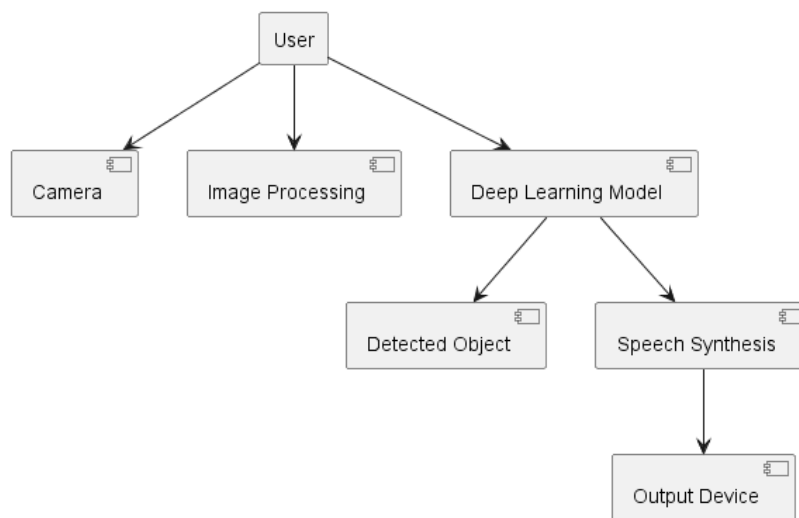 User
Camera
Image Processing
Deep Learning Model
Detected Object
Speech Synthesis
Output Device